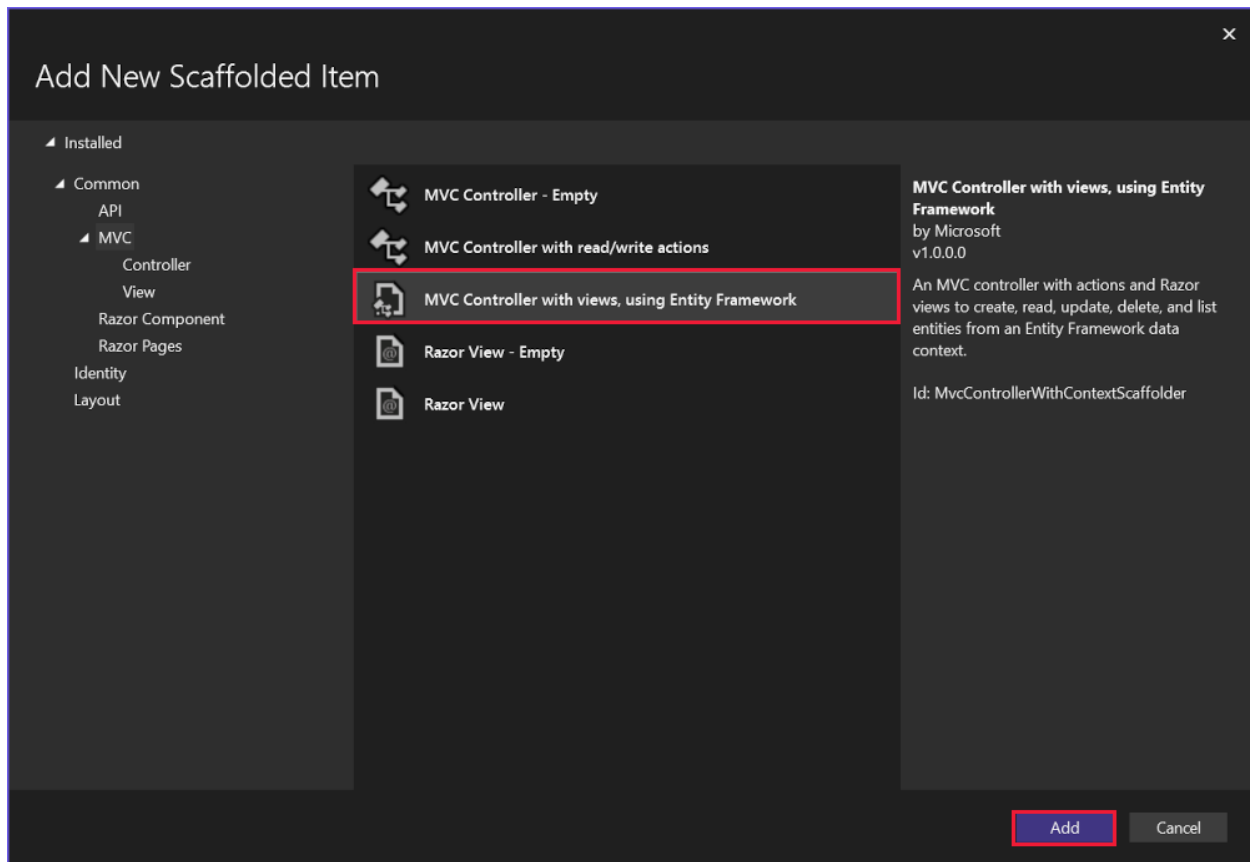 Add New Scaffolded Item
Installed
Common
API
MVC
Controller
View
Razor Component
Razor Pages
Identity
Layout
MVC Controller - Empty
MVC Controller with read/write actions
MVC Controller with views, using Entity Framework
Razor View - Empty
Razor View
MVC Controller with views, using Entity
Framework
by Microsoft
v1.0.0.0
An MVC controller with actions and Razor
views to create, read, update, delete, and list
entities from an Entity Framework data
context.
Id: MvcControllerWithContextScaffolder
Add
Cancel